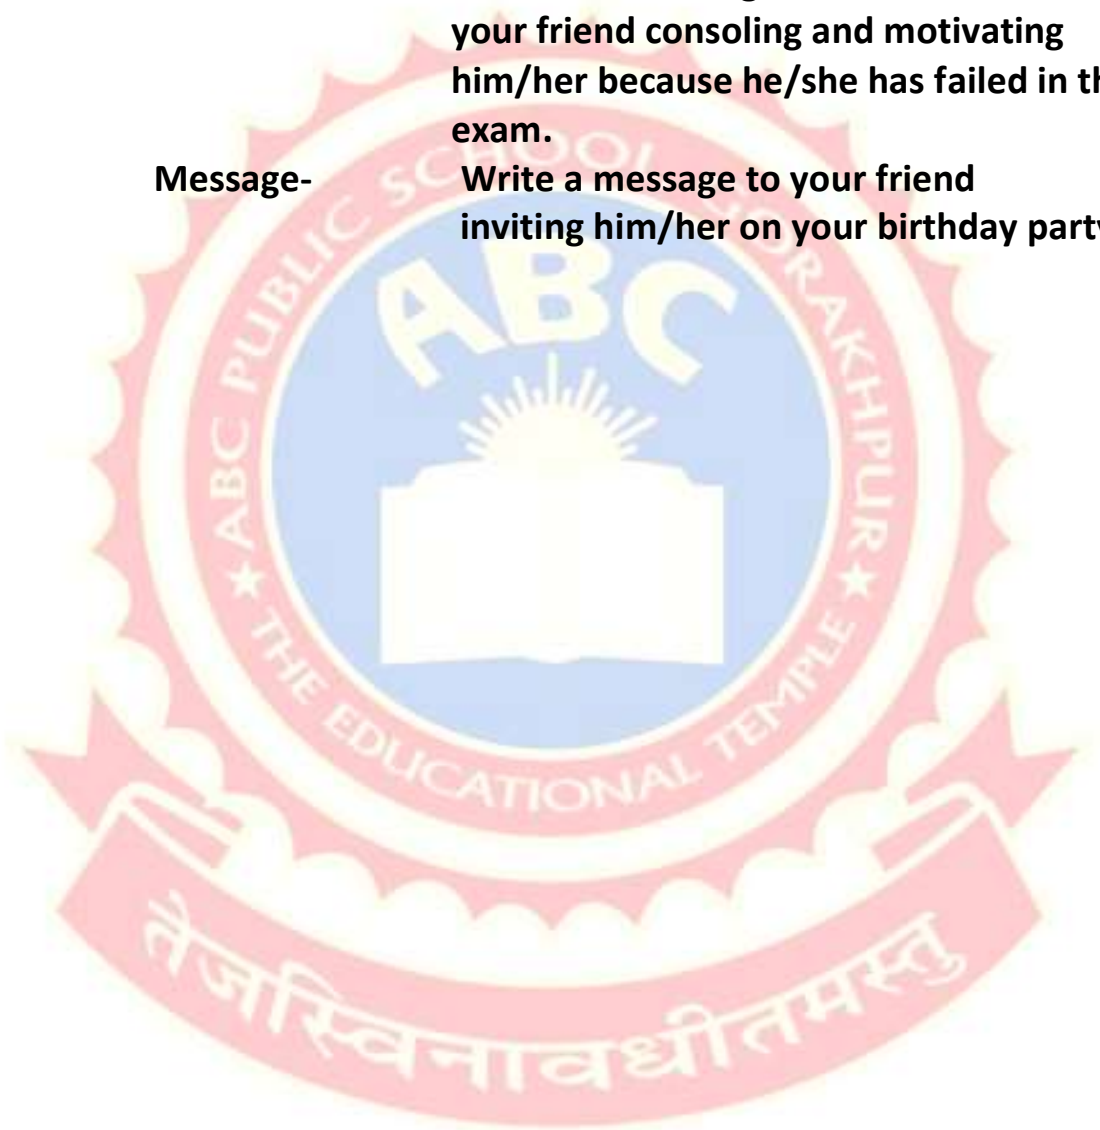 your friend consoling and motivating
him/her because he/she has failed in
exam.
Message- Write a message to your friend
inviting him/her on your birthday party
ABC PUBLIC SCHOOL GORAKHPUR
ABC
★ THE EDUCATIONAL TEMPLE ★
तेजस्विनावधीतमस्तु